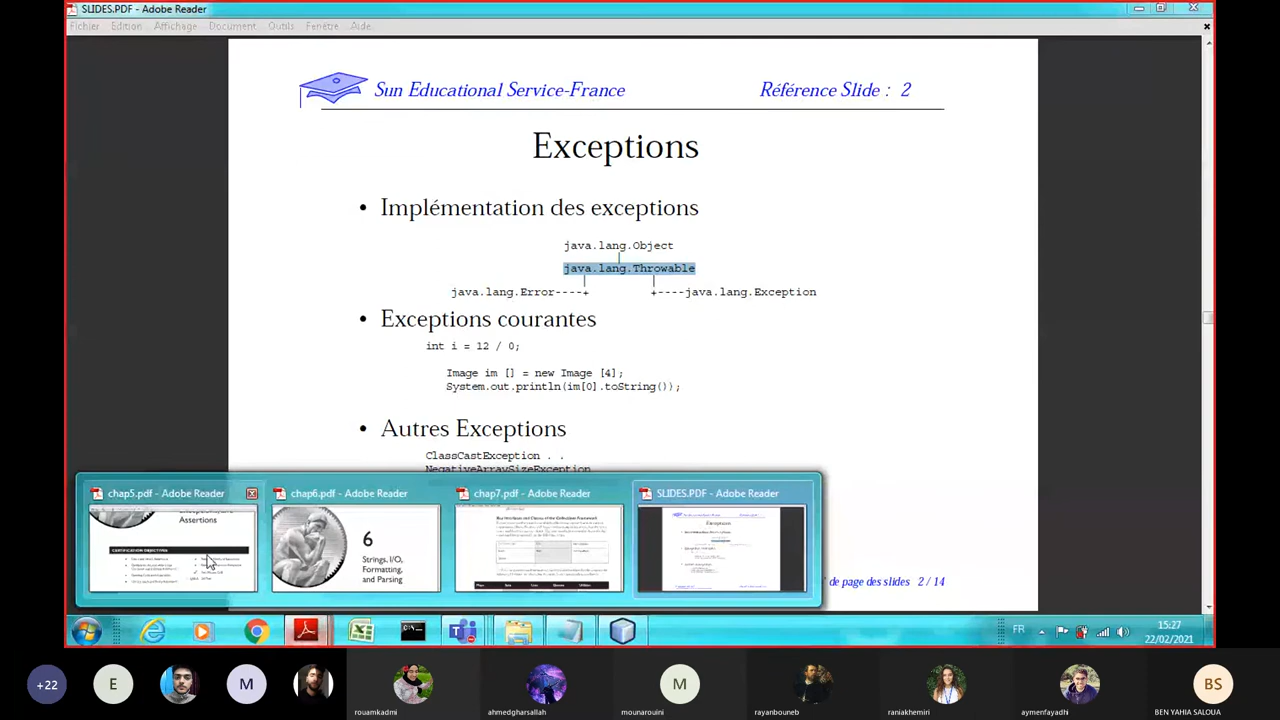 SLIDES.PDF - Adobe Reader
Fichier Edition Affichage Document Outils Fenêtre Aide
Sun Educational Service-France Référence Slide : 2
Exceptions
• Implémentation des exceptions
java.lang.Object
java.lang.Throwable
java.lang.Error----+ +----java.lang.Exception
• Exceptions courantes
int i = 12 / 0;
Image im [] = new Image [4];
System.out.println(im[0].toString());
• Autres Exceptions
ClassCastException . .
NegativeArraySizeException
chap5.pdf - Adobe Reader
Assertions
CERTIFICATION OBJECTIVES
chap6.pdf - Adobe Reader
6
Strings, I/O,
Formatting,
and Parsing
chap7.pdf - Adobe Reader
SLIDES.PDF - Adobe Reader
Exceptions
de page des slides 2 / 14
FR
15:27
22/02/2021
+22
E
M
rouamkadmi
ahmedgharsallah
M
mounarouini
rayanbouneb
raniakhemiri
aymenfayadhi
BS
BEN YAHIA SALOUA